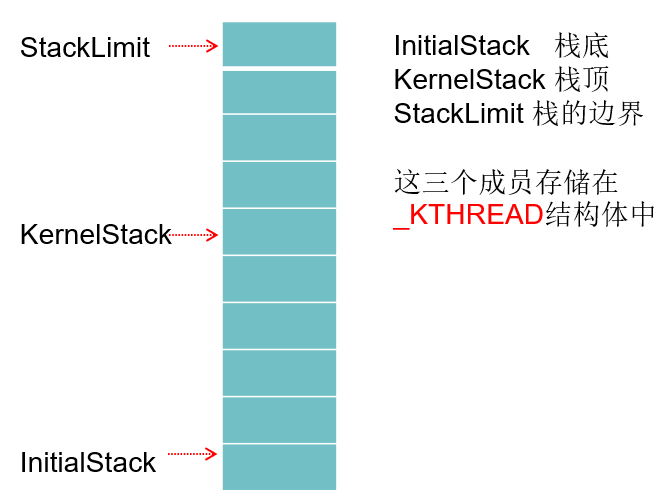 StackLimit
KernelStack
InitialStack
InitialStack 栈底
KernelStack 栈顶
StackLimit 栈的边界
这三个成员存储在
_KTHREAD结构体中